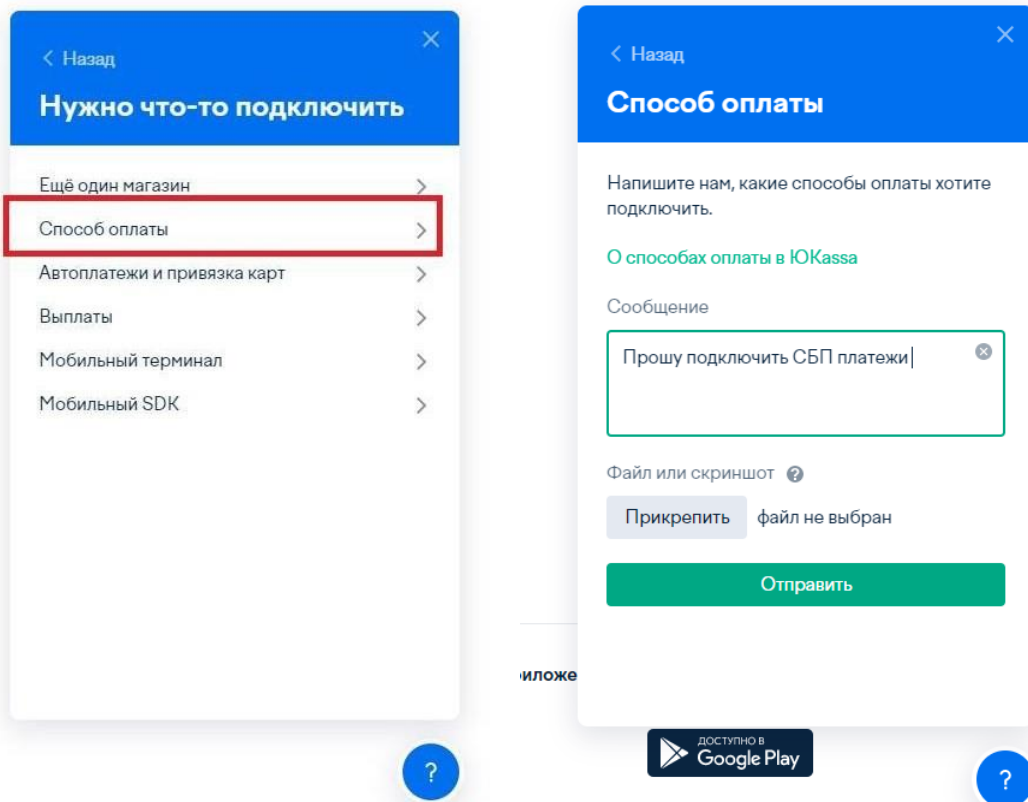 Назад
Нужно что-то подключить
Ещё один магазин
Способ оплаты
Автоплатежи и привязка карт
Выплаты
Мобильный терминал
Мобильный SDK
?
Назад
Способ оплаты
Напишите нам, какие способы оплаты хотите
подключить.
О способах оплаты в ЮKassa
Сообщение
Прошу подключить СБП платежи
Файл или скриншот ?
Прикрепить файл не выбран
Отправить
иложе
ДОСТУПНО В
Google Play
?